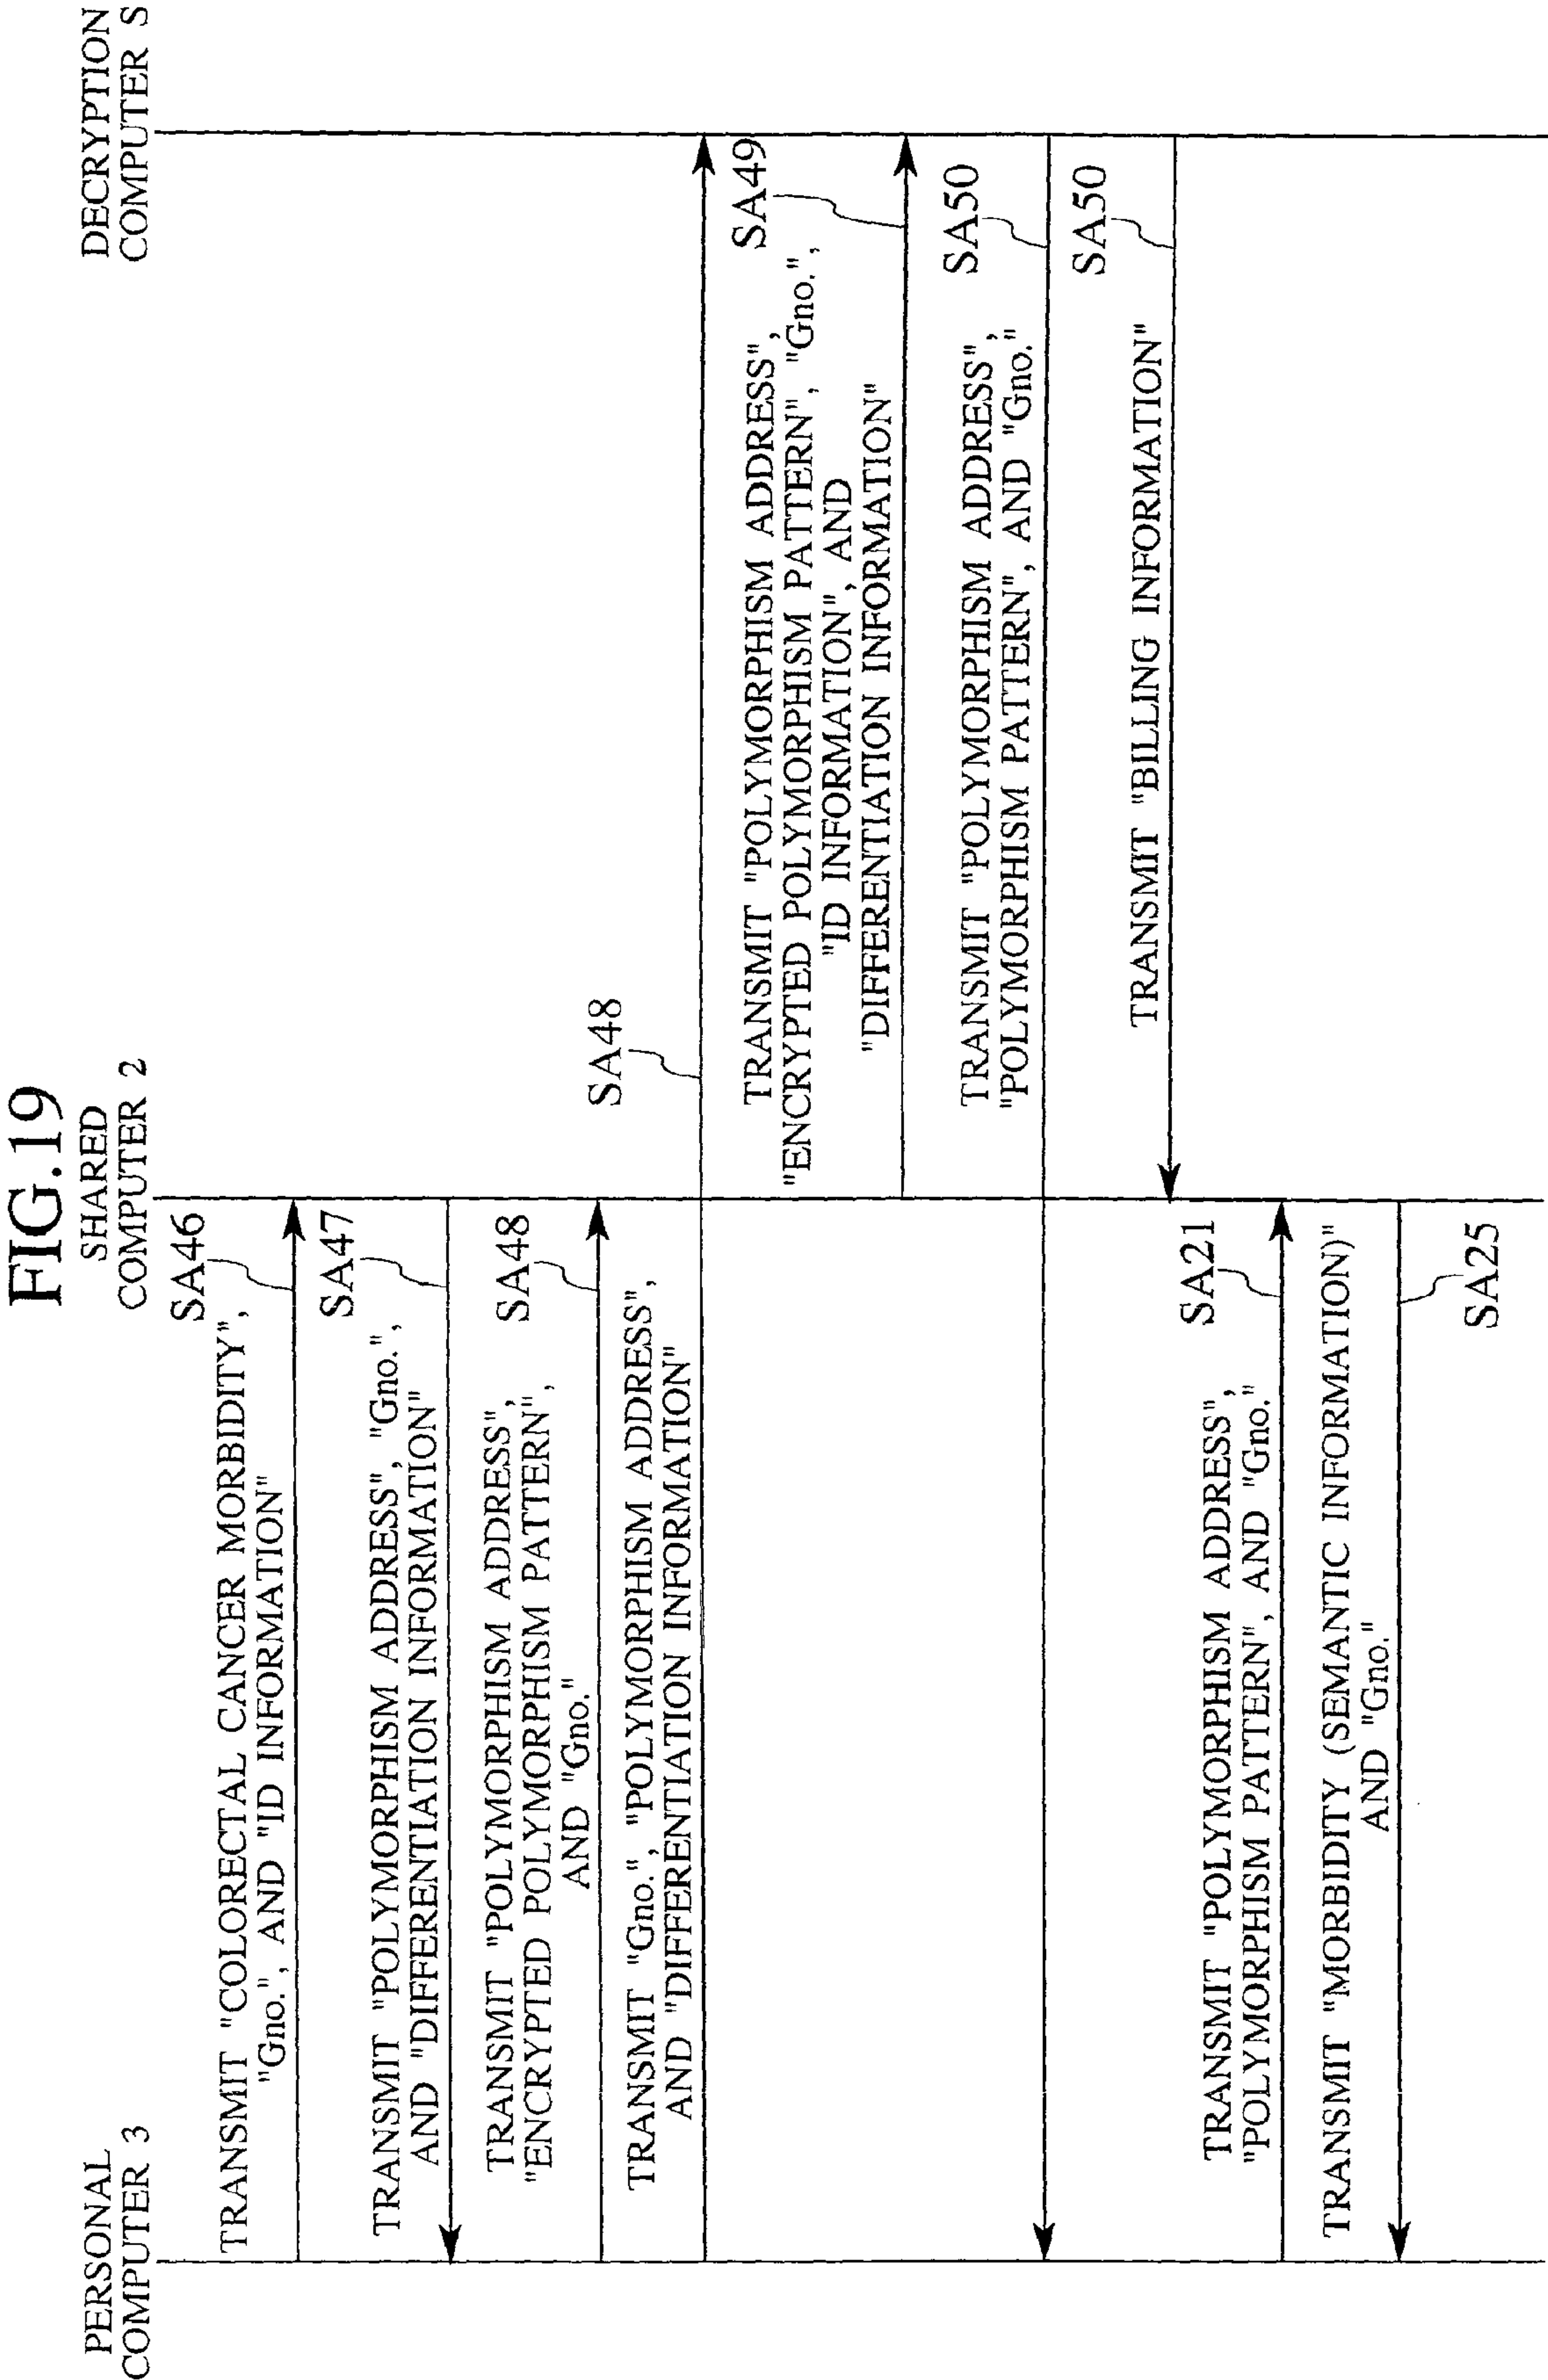 FIG.19
PERSONAL
COMPUTER 3
SHARED
COMPUTER 2
DECRYPTION
COMPUTER S
TRANSMIT "COLORECTAL CANCER MORBIDITY",
"Gno.", AND "ID INFORMATION"
SA46
TRANSMIT "POLYMORPHISM ADDRESS", "Gno.",
AND "DIFFERENTIATION INFORMATION"
SA47
TRANSMIT "POLYMORPHISM ADDRESS",
"ENCRYPTED POLYMORPHISM PATTERN",
AND "Gno."
SA48
TRANSMIT "Gno.", "POLYMORPHISM ADDRESS",
AND "DIFFERENTIATION INFORMATION"
SA48
TRANSMIT "POLYMORPHISM ADDRESS",
"ENCRYPTED POLYMORPHISM PATTERN", "Gno.",
"ID INFORMATION", AND
"DIFFERENTIATION INFORMATION"
SA49
TRANSMIT "POLYMORPHISM ADDRESS",
"POLYMORPHISM PATTERN", AND "Gno."
SA50
TRANSMIT "BILLING INFORMATION"
SA50
TRANSMIT "POLYMORPHISM ADDRESS",
"POLYMORPHISM PATTERN", AND "Gno."
SA21
TRANSMIT "MORBIDITY (SEMANTIC INFORMATION)"
AND "Gno."
SA25